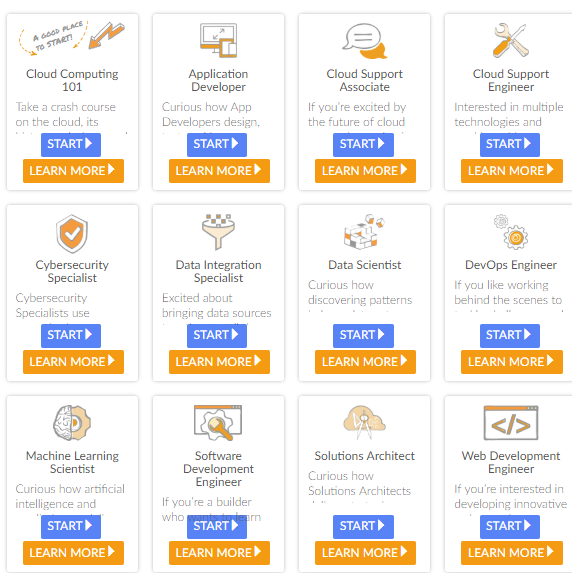 A GOOD PLACE
TO START!
Cloud Computing
101
Take a crash course
on the cloud, its
START
LEARN MORE
Application
Developer
Curious how App
Developers design,
START
LEARN MORE
Cloud Support
Associate
If you're excited by
the future of cloud
START
LEARN MORE
Cloud Support
Engineer
Interested in multiple
technologies and
START
LEARN MORE
Cybersecurity
Specialist
Cybersecurity
Specialists use
START
LEARN MORE
Data Integration
Specialist
Excited about
bringing data sources
START
LEARN MORE
Data Scientist
Curious how
discovering patterns
START
LEARN MORE
DevOps Engineer
If you like working
behind the scenes to
START
LEARN MORE
Machine Learning
Scientist
Curious how artificial
intelligence and
START
LEARN MORE
Software
Development
Engineer
If you're a builder
who wants to learn
START
LEARN MORE
Solutions Architect
Curious how
Solutions Architects
START
LEARN MORE
Web Development
Engineer
If you're interested in
developing innovative
START
LEARN MORE